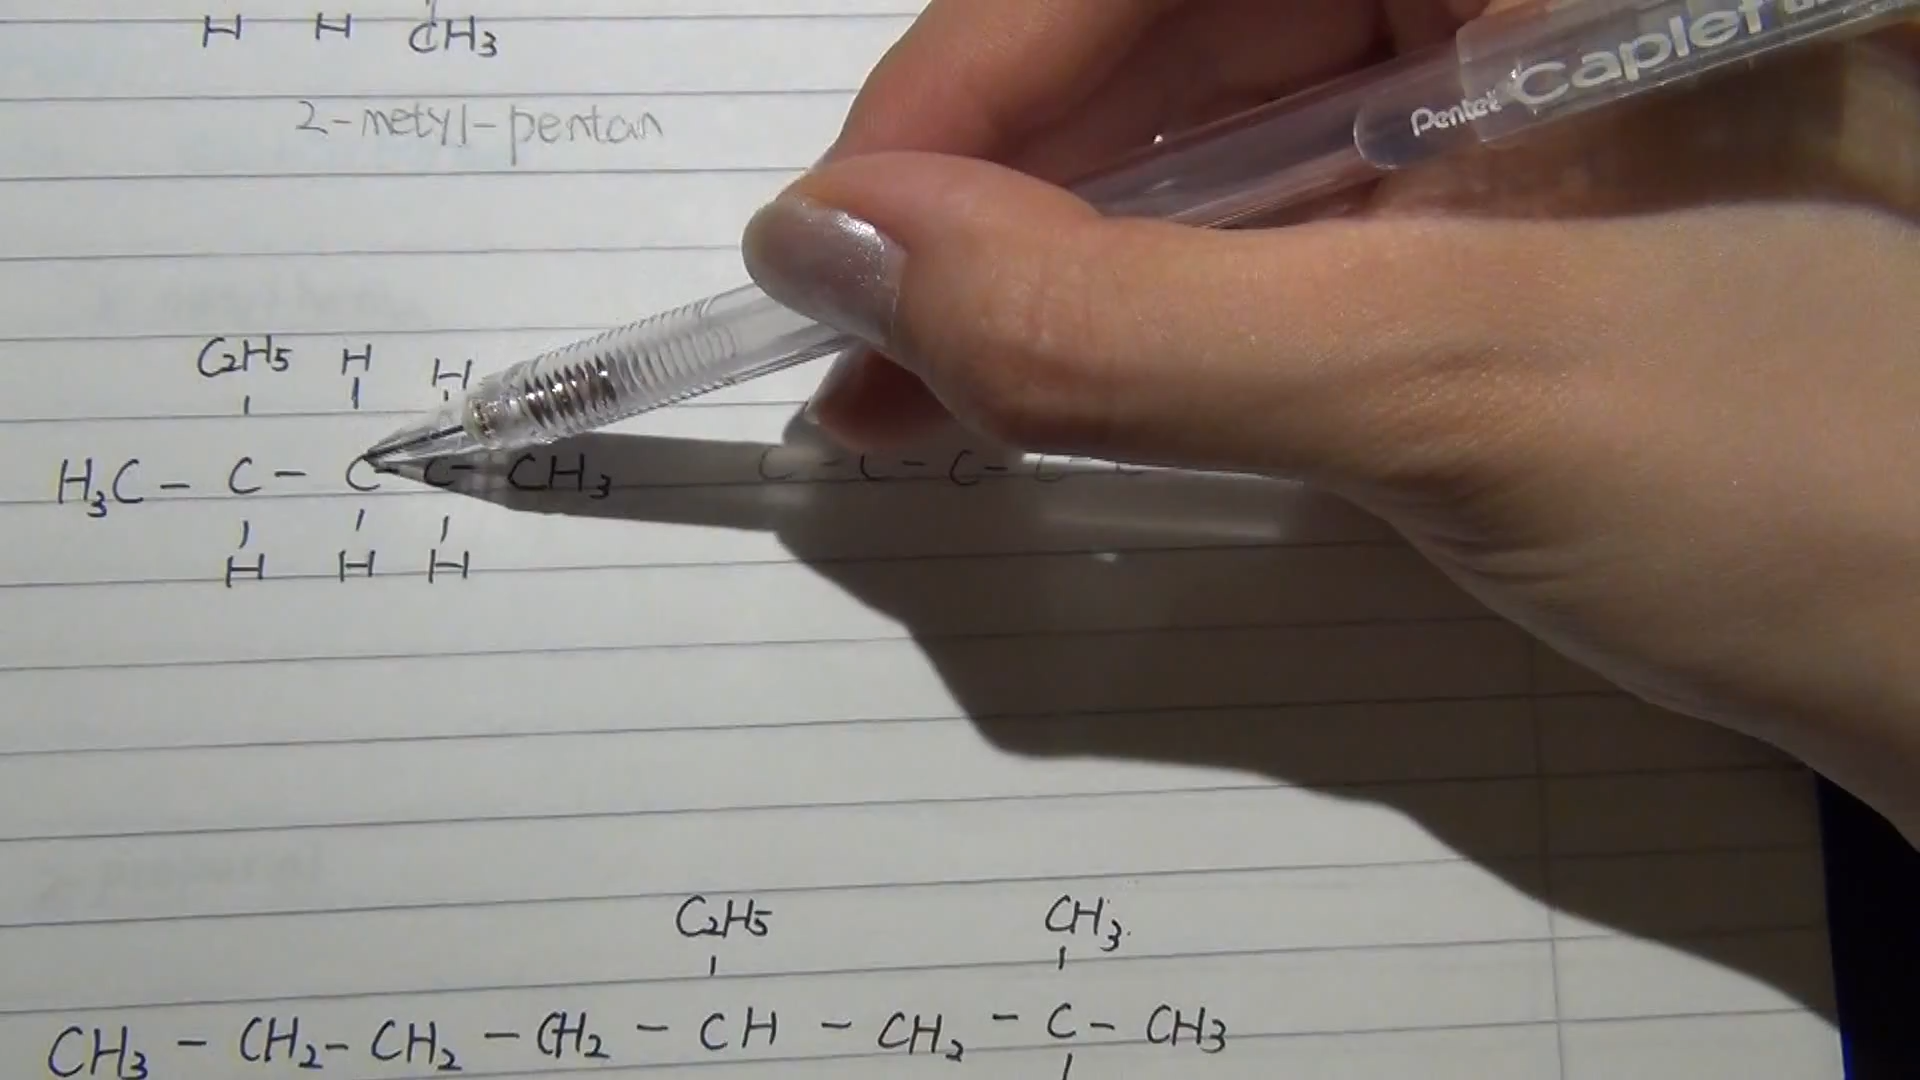 H H CH3
2-metyl-pentan
Pentel Caplet
C2H5 H H
H3C - C - C - C - CH3
C - C - C - C -
H H H
C2H5 CH3
CH3 - CH2 - CH2 - CH2 - CH - CH2 - C - CH3